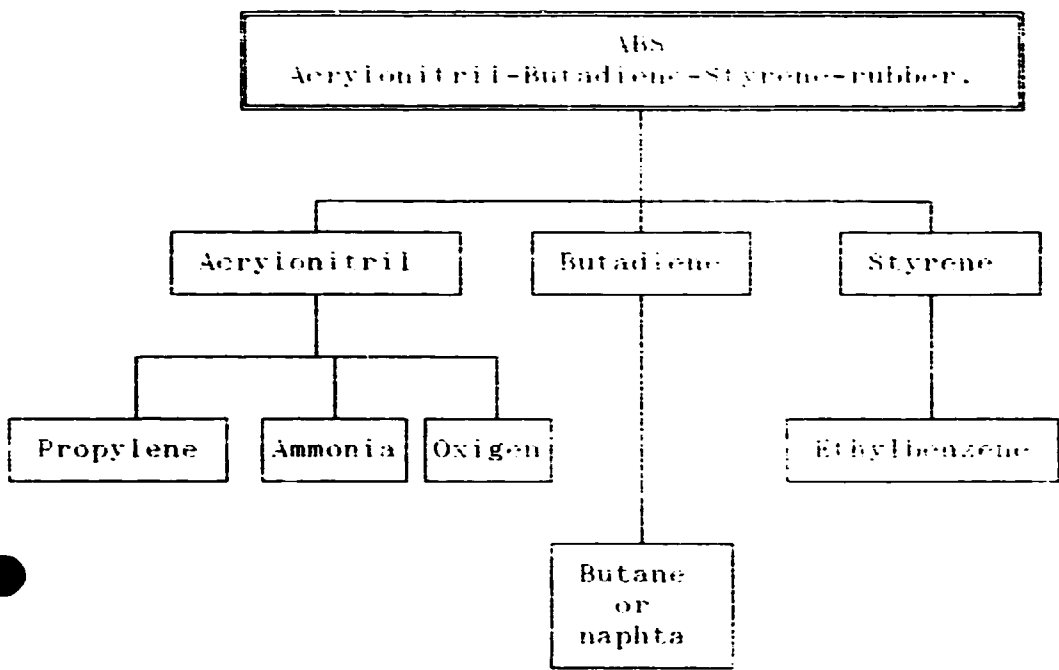 ABS
Acrylonitril-Butadiene-Styrene-rubber.
Acrylonitril
Butadiene
Styrene
Propylene
Ammonia
Oxigen
Ethylbenzene
Butane
or
naphta